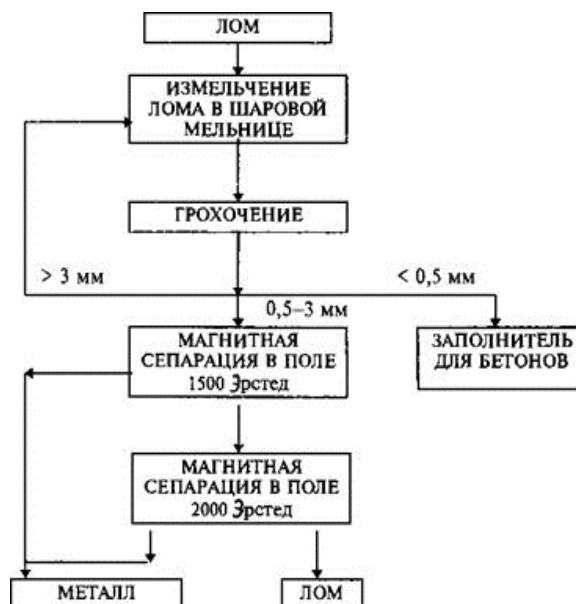 ЛОМ
ИЗМЕЛЬЧЕНИЕ
ЛОМА В ШАРОВОЙ
МЕЛЬНИЦЕ
ГРОХОЧЕНИЕ
> 3 мм
< 0,5 мм
0,5–3 мм
МАГНИТНАЯ
СЕПАРАЦИЯ В ПОЛЕ
1500 Эрстед
ЗАПОЛНИТЕЛЬ
ДЛЯ БЕТОНОВ
МАГНИТНАЯ
СЕПАРАЦИЯ В ПОЛЕ
2000 Эрстед
МЕТАЛЛ
ЛОМ